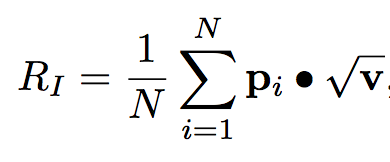 $R_I = \frac{1}{N} \sum_{i=1}^{N} \mathbf{p}_i \bullet \sqrt{\mathbf{v}},$